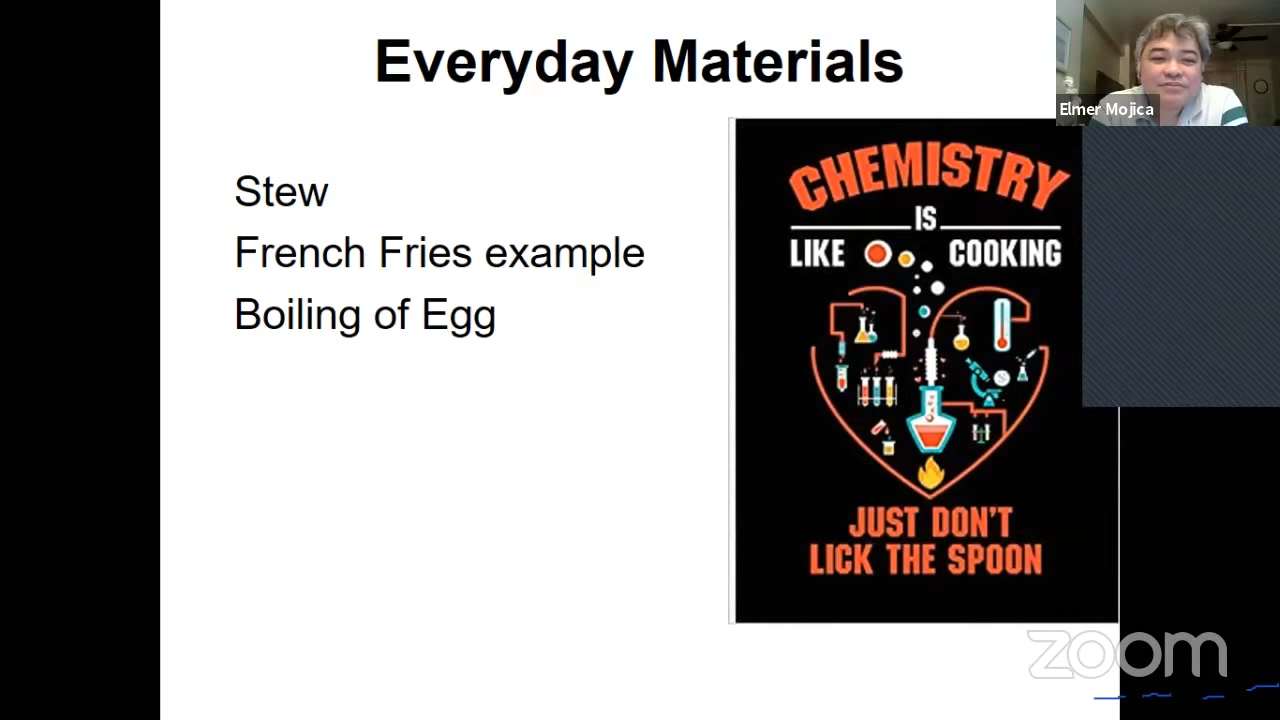 Everyday Materials
Elmer Mojica
Stew
French Fries example
Boiling of Egg
CHEMISTRY
IS
LIKE COOKING
JUST DON'T
LICK THE SPOON
zoom